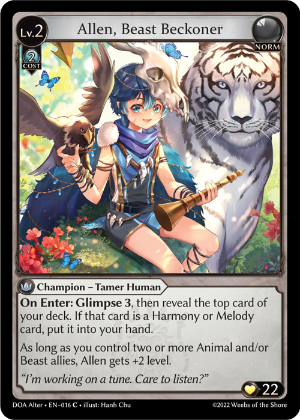 Lv.2
Allen, Beast Beckoner
NORM
2
COST
Champion – Tamer Human
On Enter: Glimpse 3, then reveal the top card of
your deck. If that card is a Harmony or Melody
card, put it into your hand.
As long as you control two or more Animal and/or
Beast allies, Allen gets +2 level.
“I'm working on a tune. Care to listen?”
22
DOA Alter • EN-016 C • illust: Hanh Chu
©2022 Weebs of the Shore